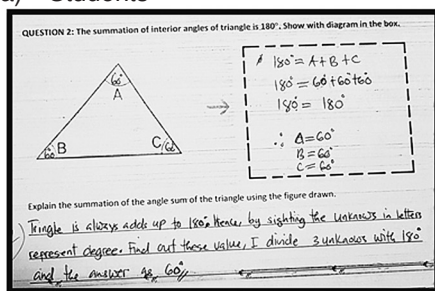 a) Students
QUESTION 2: The summation of interior angles of triangle is 180°. Show with diagram in the box.
180° = A + B + C
180° = 60 + 60 + 60
180° = 180°
∴ A = 60°
B = 60°
C = 60°
60°
A
60 B
C 60
Explain the summation of the angle sum of the triangle using the figure drawn.
Triangle is always adds up to 180°. Hence, by sighting the unknowns in letters
represent degree. Find out these value, I divide 3 unknows with 180°
and the answer is 60°